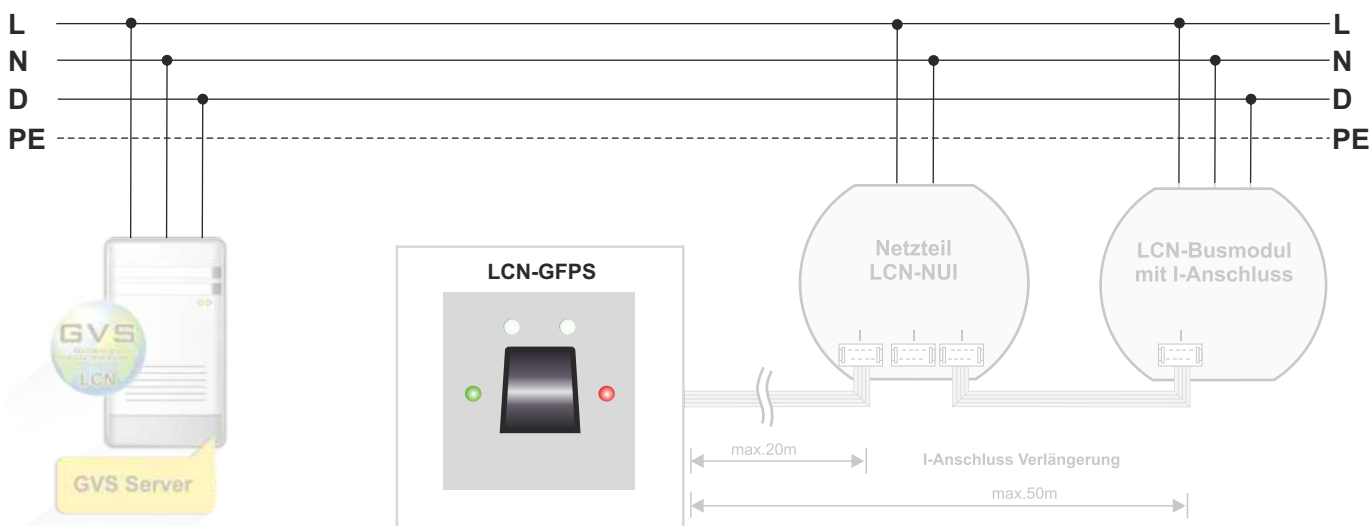 L L
N N
D D
PE PE
Netzteil
LCN-NUI
LCN-Busmodul
mit I-Anschluss
LCN-GFPS
GVS
LCN
I I I I
max.20m
I-Anschluss Verlängerung
GVS Server
max.50m